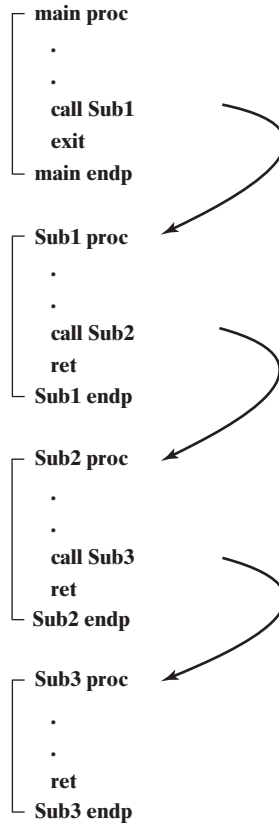 main proc
.
.
call Sub1
exit
main endp
Sub1 proc
.
.
call Sub2
ret
Sub1 endp
Sub2 proc
.
.
call Sub3
ret
Sub2 endp
Sub3 proc
.
.
ret
Sub3 endp